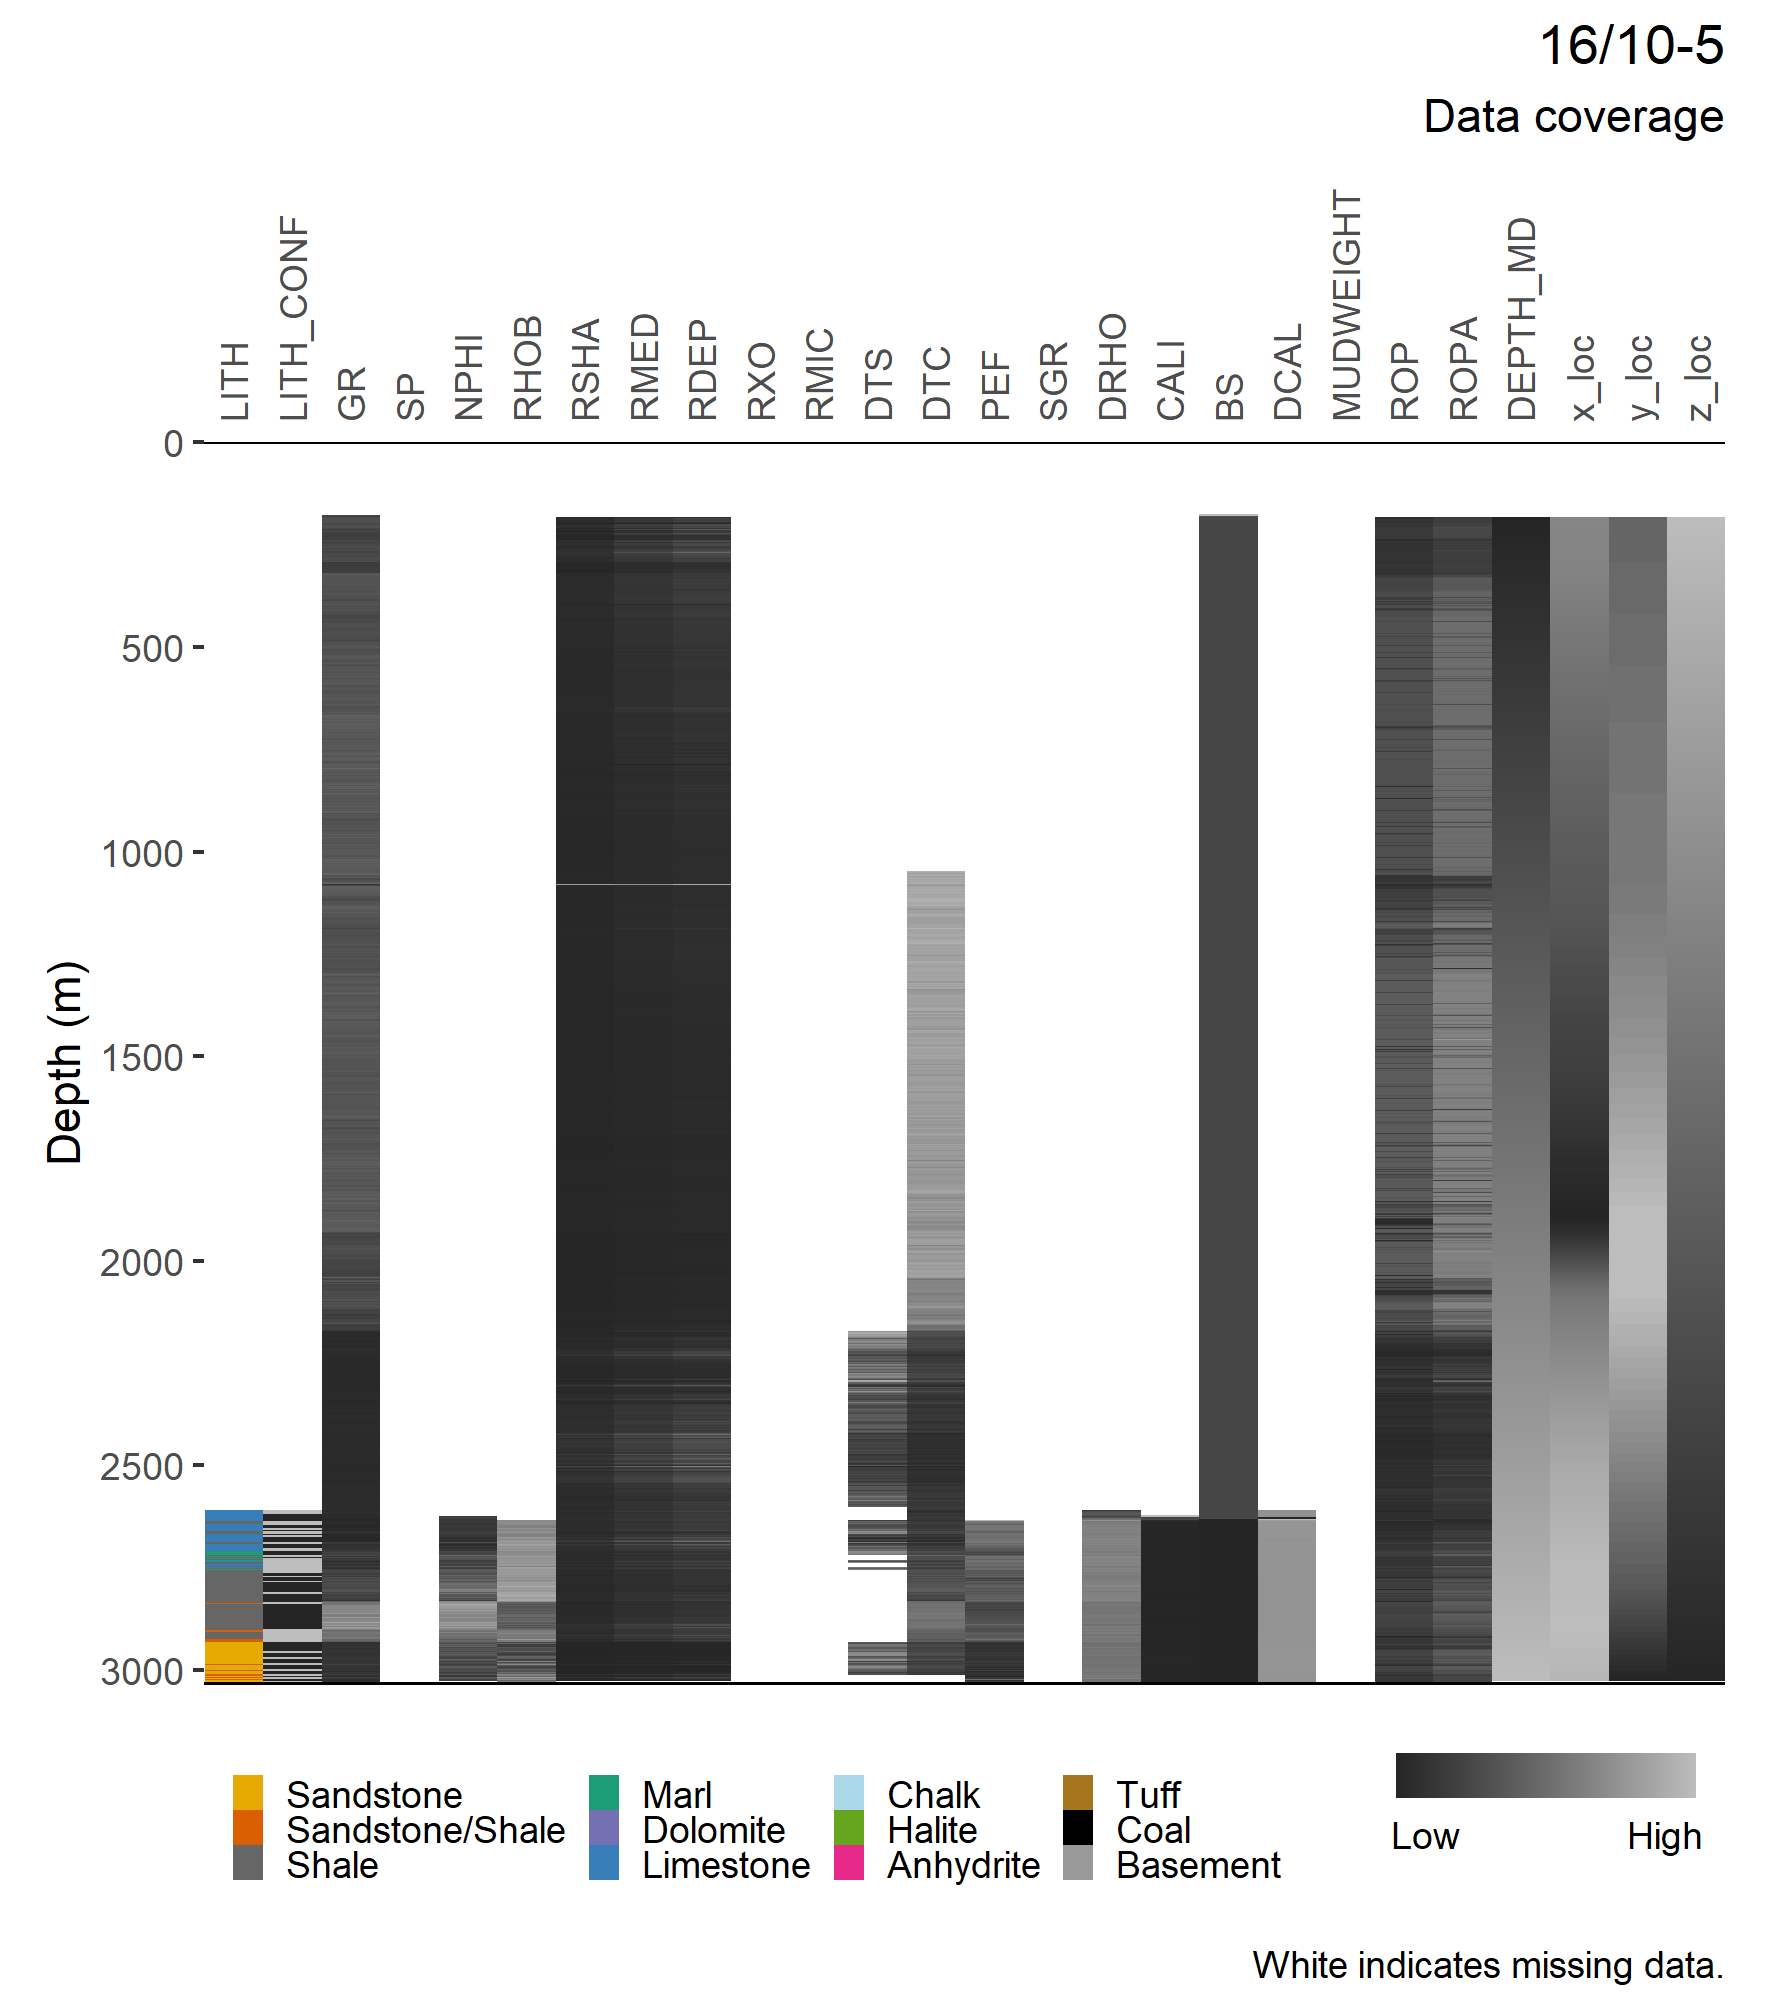 16/10-5
Data coverage
LITH
LITH_CONF
GR
SP
NPHI
RHOB
RSHA
RMED
RDEP
RXO
RMIC
DTS
DTC
PEF
SGR
DRHO
CALI
BS
DCAL
MUDWEIGHT
ROP
ROPA
DEPTH_MD
x_loc
y_loc
z_loc
0
500
1000
1500
2000
2500
3000
Depth (m)
Sandstone
Sandstone/Shale
Shale
Marl
Dolomite
Limestone
Chalk
Halite
Anhydrite
Tuff
Coal
Basement
Low High
White indicates missing data.